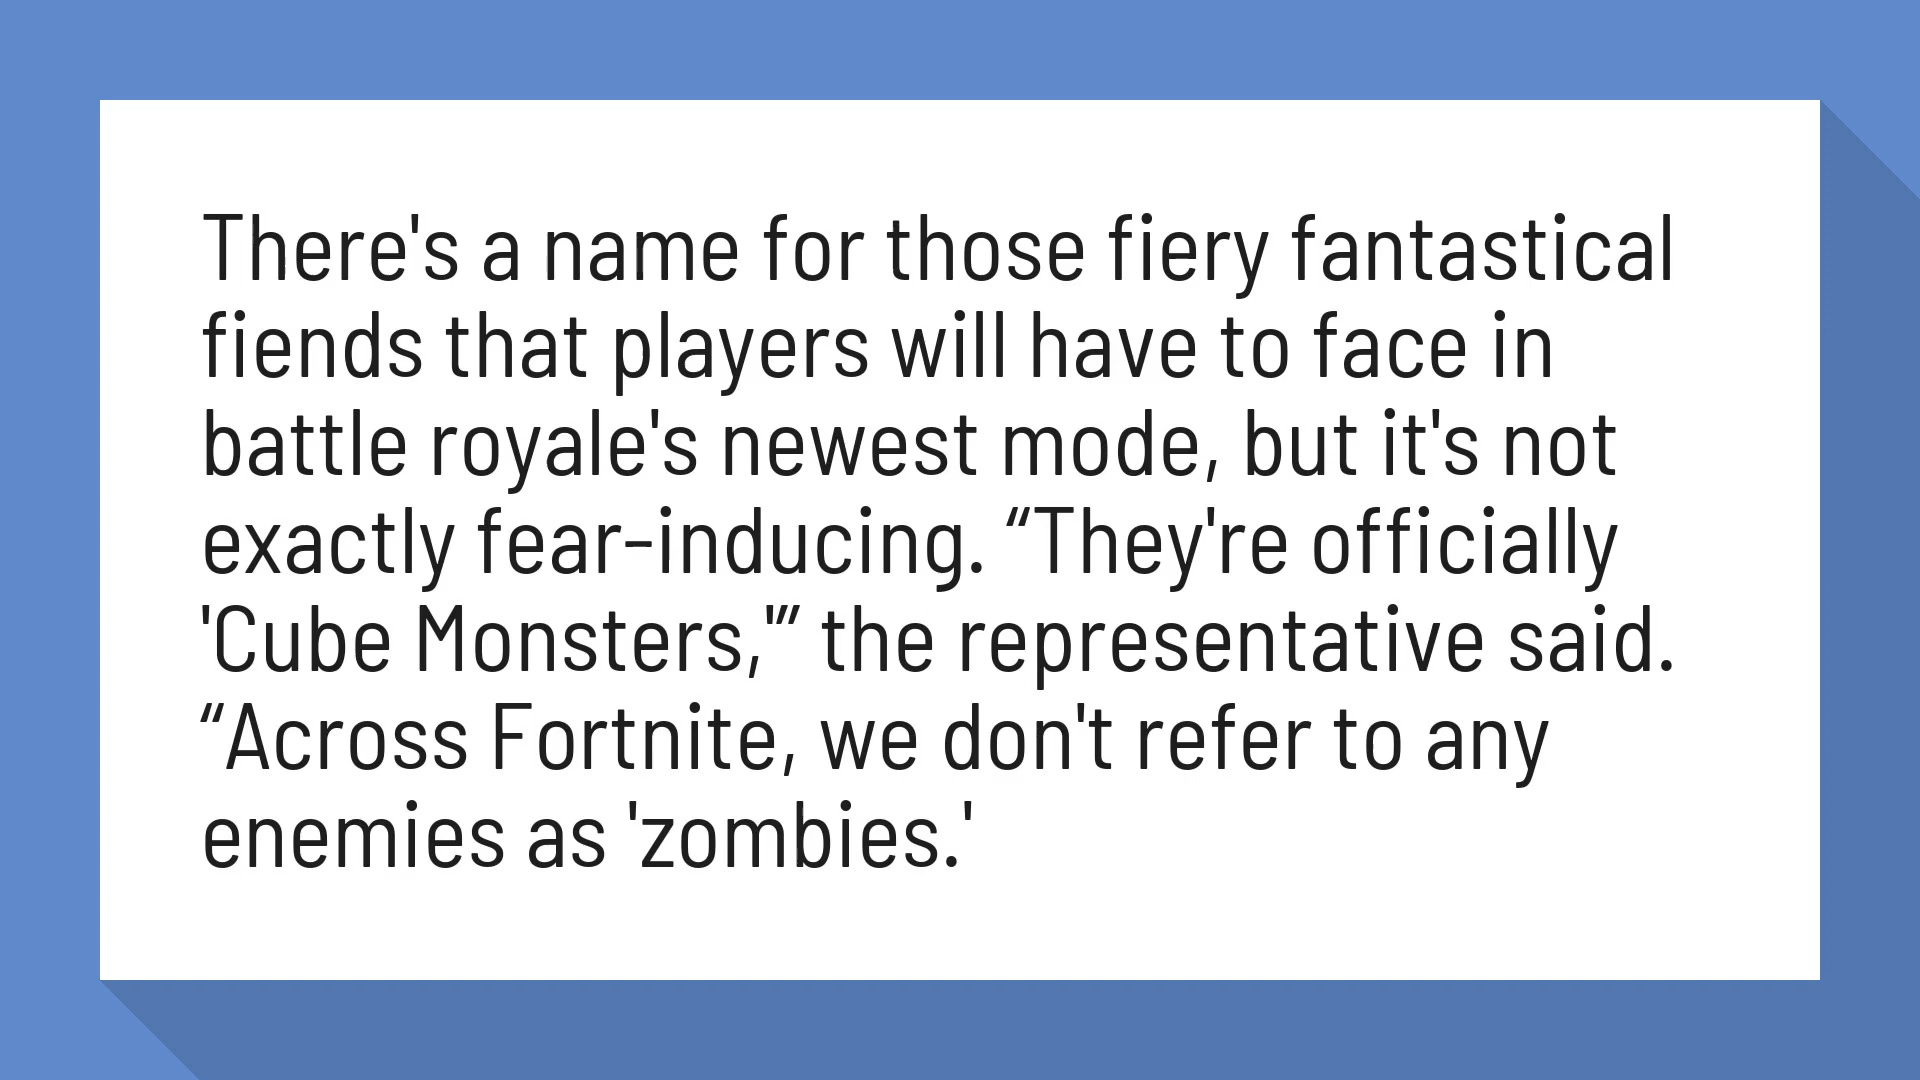 There's a name for those fiery fantastical
fiends that players will have to face in
battle royale's newest mode, but it's not
exactly fear-inducing. “They're officially
'Cube Monsters,'” the representative said.
“Across Fortnite, we don't refer to any
enemies as 'zombies.'